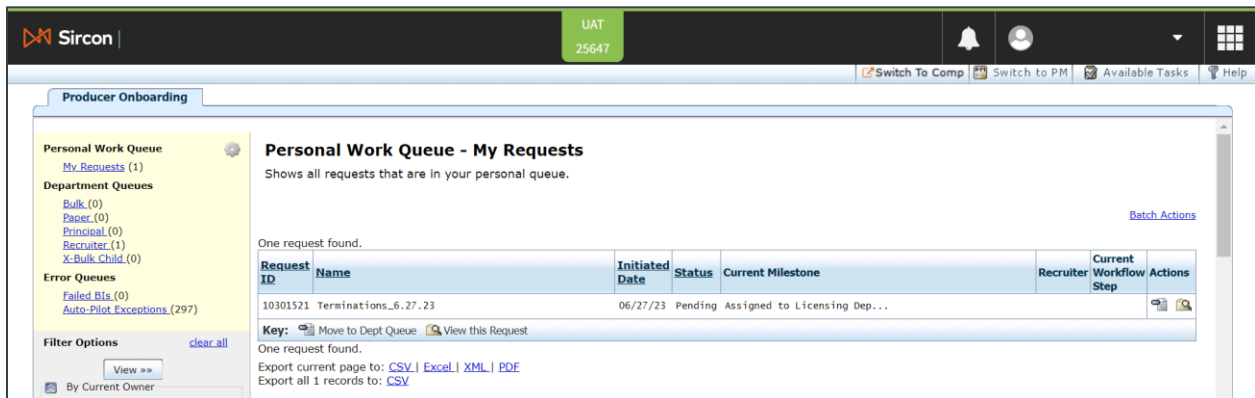 Sircon |
UAT
25647
Switch To Comp Switch to PM Available Tasks Help
Producer Onboarding
Personal Work Queue
My Requests (1)
Department Queues
Bulk (0)
Paper (0)
Principal (0)
Recruiter (1)
X-Bulk Child (0)
Error Queues
Failed BIs (0)
Auto-Pilot Exceptions (297)
Filter Options clear all
View »»
By Current Owner
Personal Work Queue - My Requests
Shows all requests that are in your personal queue.
Batch Actions
One request found.
Request ID Name Initiated Date Status Current Milestone Recruiter Current Workflow Step Actions
10301521 Terminations_6.27.23 06/27/23 Pending Assigned to Licensing Dep...
Key: Move to Dept Queue View this Request
One request found.
Export current page to: CSV | Excel | XML | PDF
Export all 1 records to: CSV